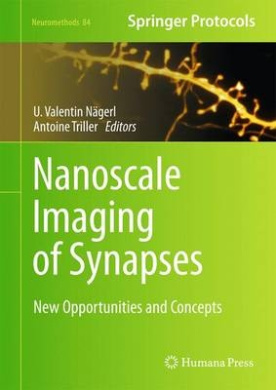 Neuromethods 84
Springer Protocols
U. Valentin Nägerl
Antoine Triller Editors
Nanoscale
Imaging
of Synapses
New Opportunities and Concepts
Humana Press